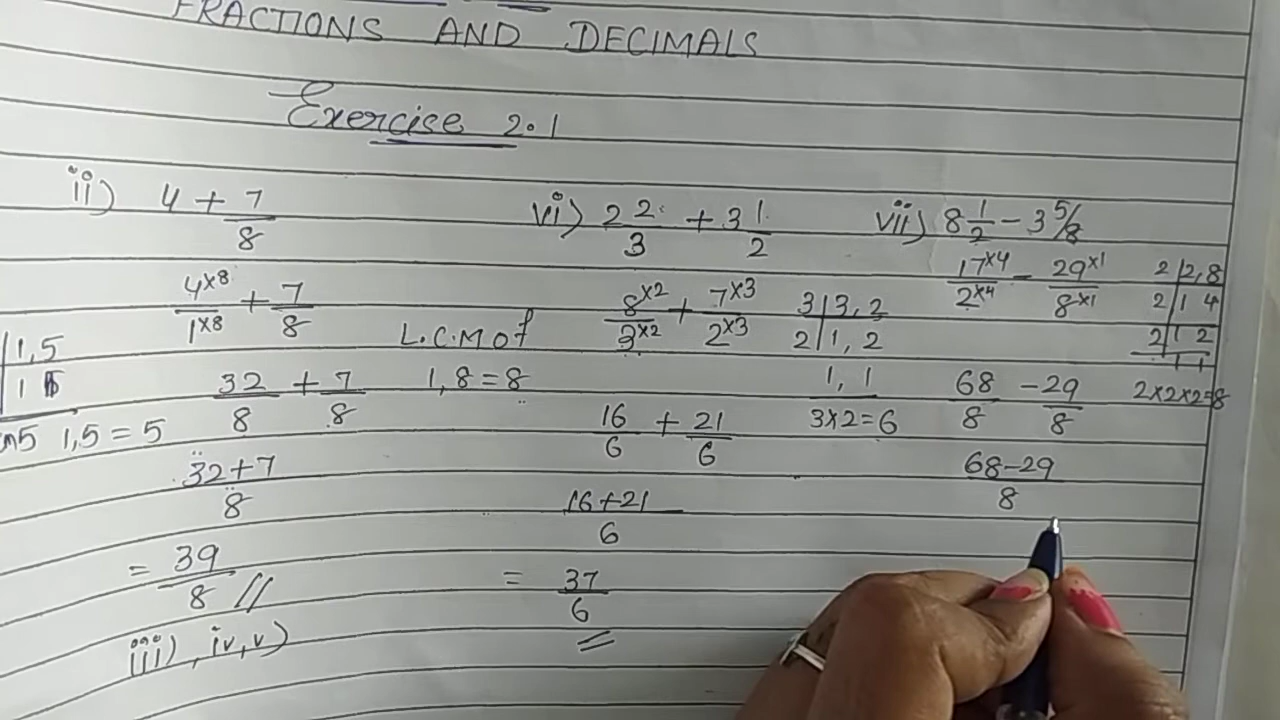 FRACTIONS AND DECIMALS
Exercise 2.1
ii) 4 + 7/8
4×8/1×8 + 7/8
L.C.M of
1,8 = 8
32/8 + 7/8
32+7/8
= 39/8 //
iii), iv, v)
1,5
1
5 1,5 = 5
vi) 2 2/3 + 3 1/2
8×2/3×2 + 7×3/2×3
3|3, 2
2|1, 2
1, 1
3×2=6
16/6 + 21/6
16+21/6
= 37/6
vii) 8 1/2 - 3 5/8
17×4/2×4 - 29×1/8×1
2|2,8
2|1 4
2|1 2
1 1
2×2×2=8
68/8 - 29/8
68-29/8